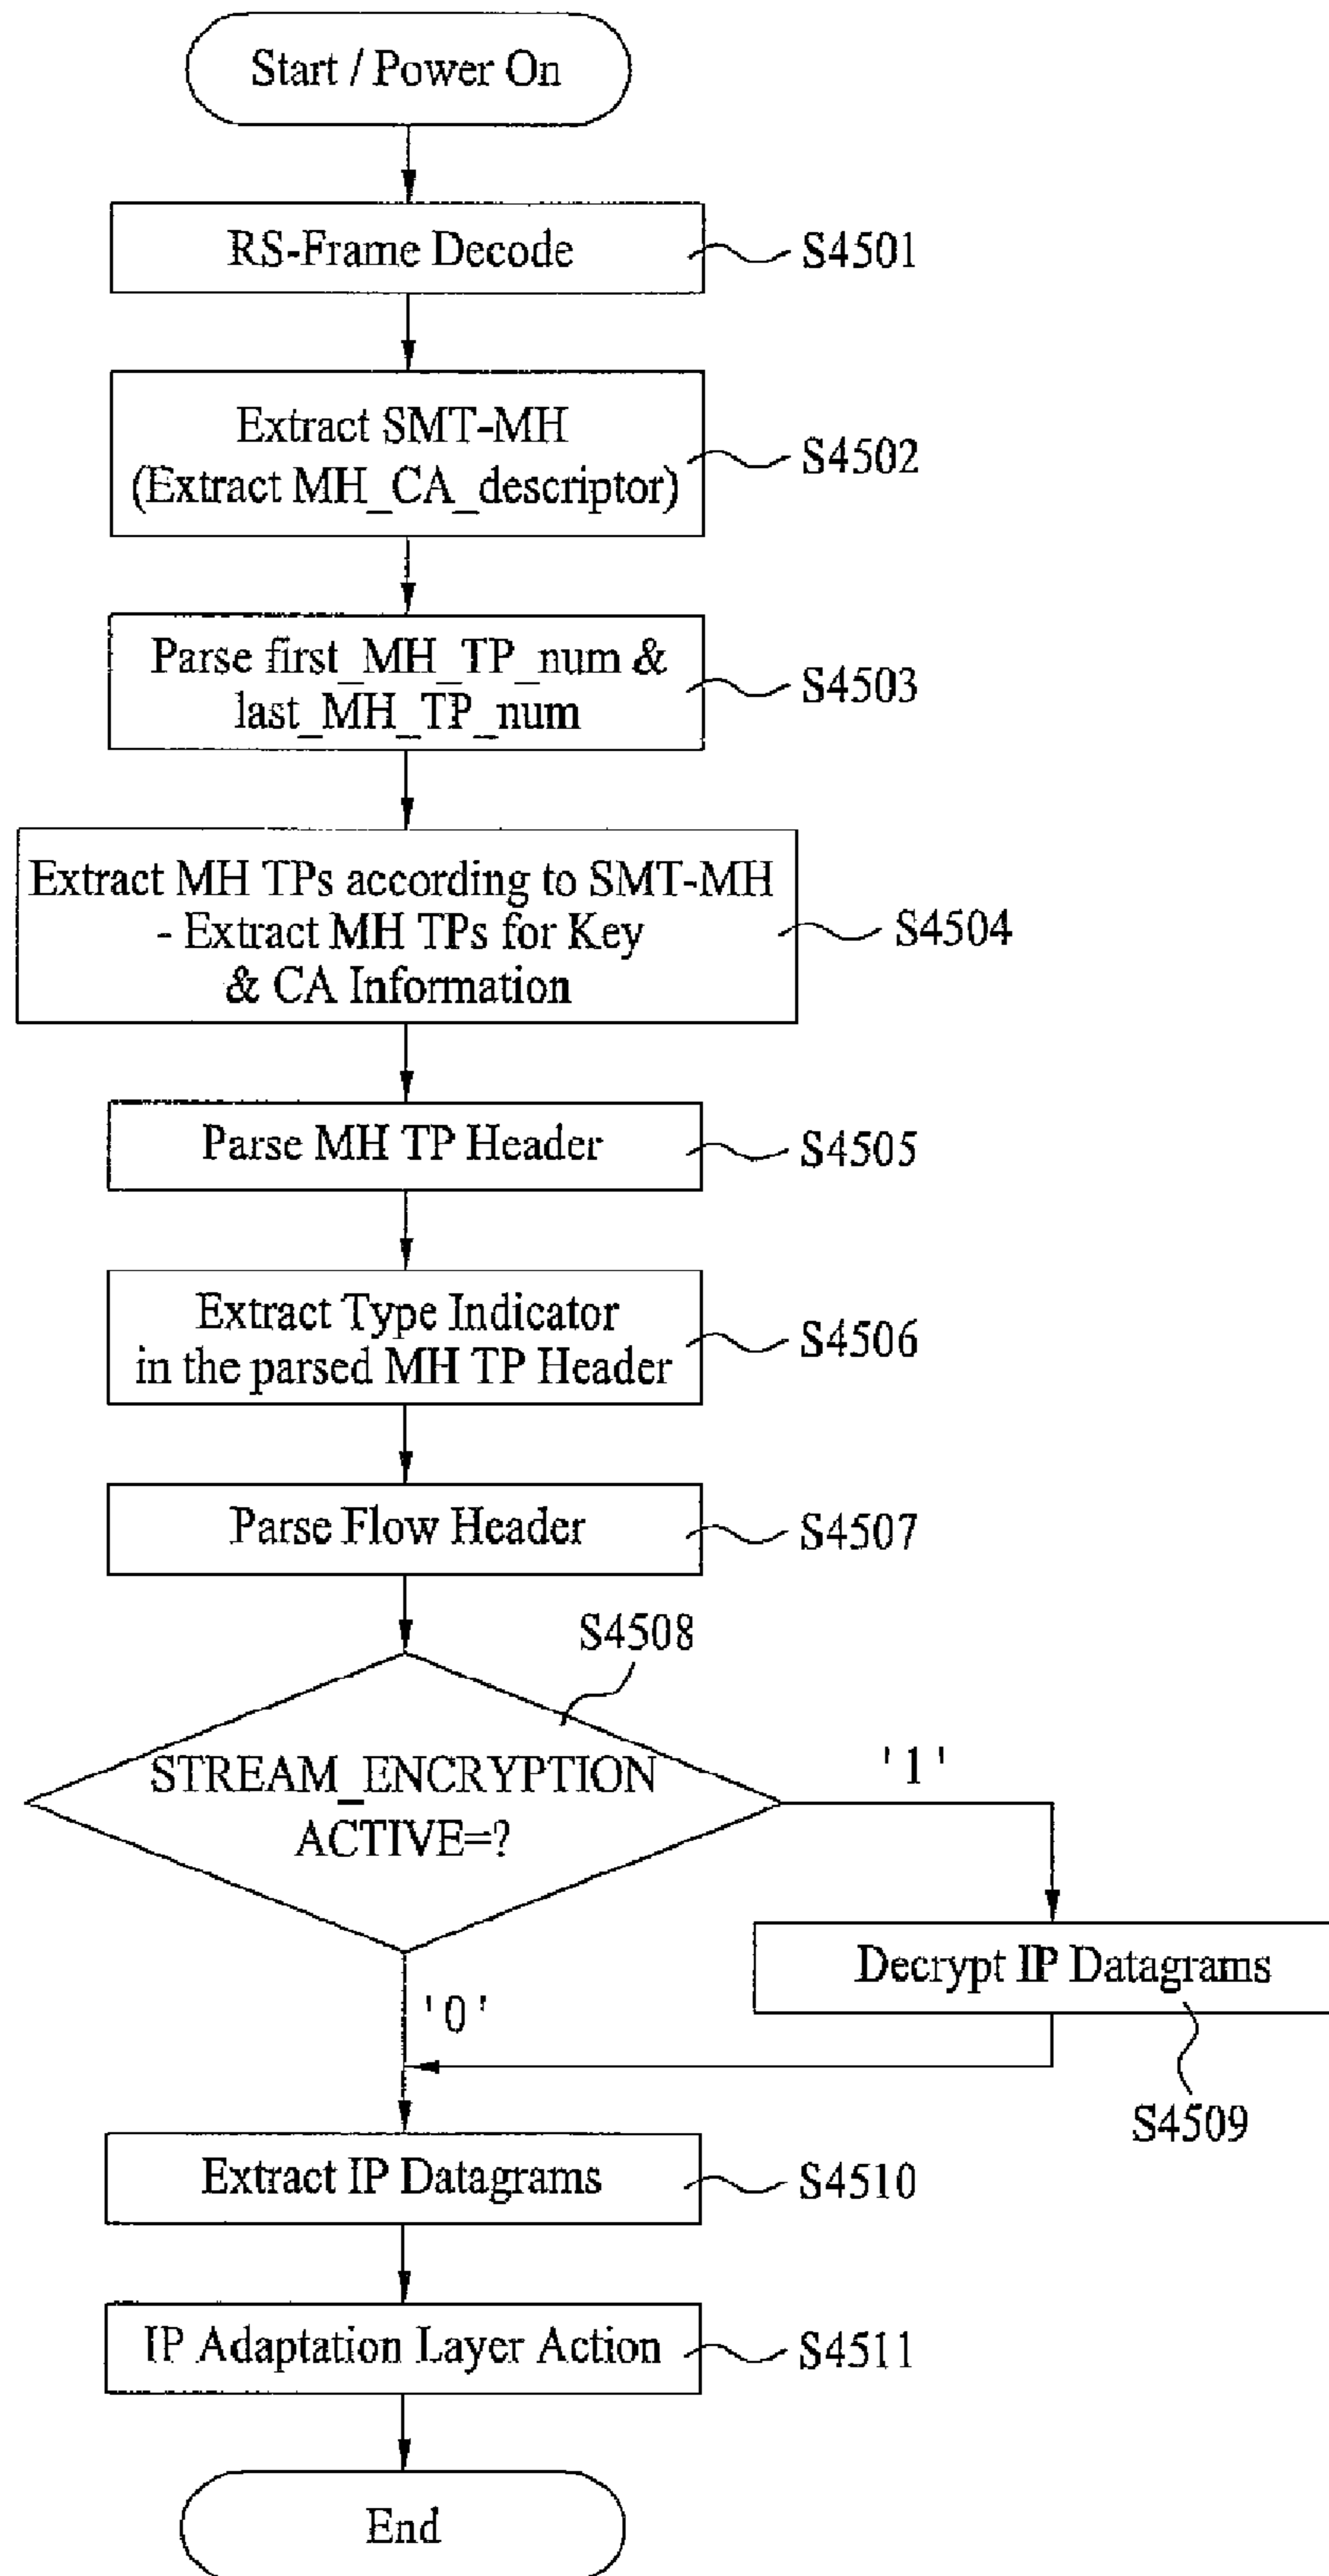 Start / Power On
RS-Frame Decode
S4501
Extract SMT-MH
(Extract MH_CA_descriptor)
S4502
Parse first_MH_TP_num &
last_MH_TP_num
S4503
Extract MH TPs according to SMT-MH
- Extract MH TPs for Key
& CA Information
S4504
Parse MH TP Header
S4505
Extract Type Indicator
in the parsed MH TP Header
S4506
Parse Flow Header
S4507
S4508
STREAM_ENCRYPTION
ACTIVE=?
'1'
Decrypt IP Datagrams
S4509
'0'
Extract IP Datagrams
S4510
IP Adaptation Layer Action
S4511
End